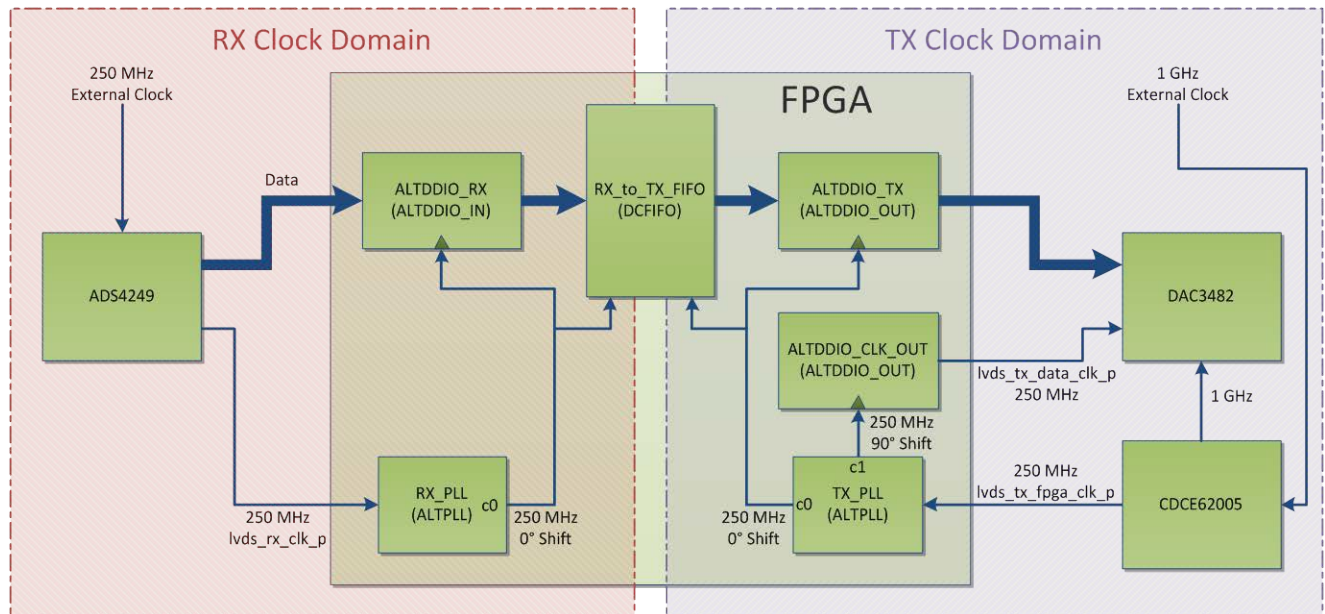 RX Clock Domain
TX Clock Domain
250 MHz
External Clock
FPGA
1 GHz
External Clock
Data
ALTDDIO_RX
(ALTDDIO_IN)
RX_to_TX_FIFO
(DCFIFO)
ALTDDIO_TX
(ALTDDIO_OUT)
ADS4249
DAC3482
ALTDDIO_CLK_OUT
(ALTDDIO_OUT)
lvds_tx_data_clk_p
250 MHz
1 GHz
250 MHz
90° Shift
RX_PLL
(ALTPLL)
c0
250 MHz
lvds_rx_clk_p
250 MHz
0° Shift
250 MHz
0° Shift
c1
c0
TX_PLL
(ALTPLL)
250 MHz
lvds_tx_fpga_clk_p
CDCE62005